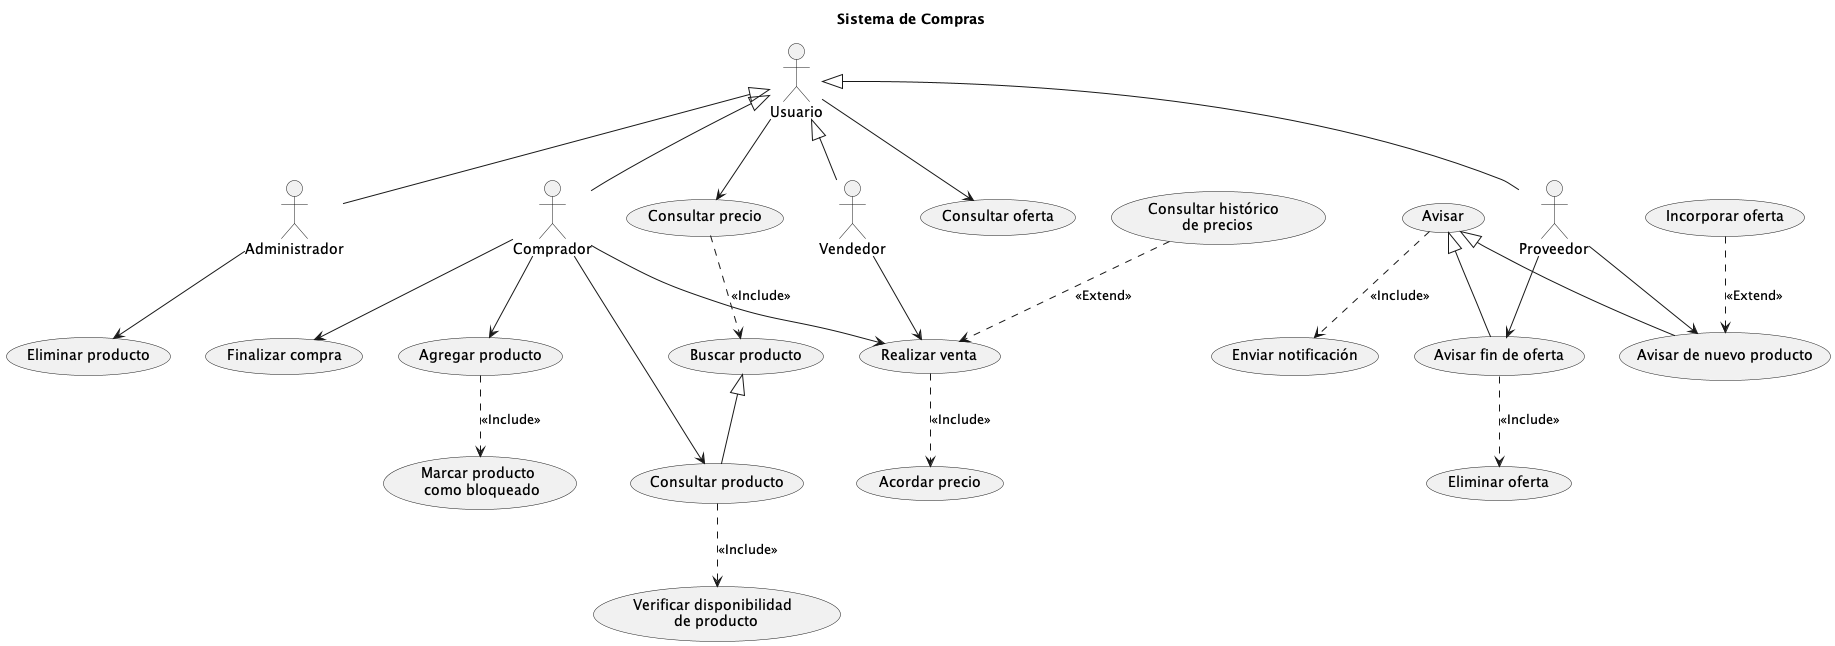 Sistema de Compras
Usuario
Administrador
Comprador
Consultar precio
Vendedor
Consultar oferta
Consultar histórico
de precios
Avisar
Proveedor
Incorporar oferta
«Include»
«Extend»
«Include»
«Extend»
Eliminar producto
Finalizar compra
Agregar producto
Buscar producto
Realizar venta
Enviar notificación
Avisar fin de oferta
Avisar de nuevo producto
«Include»
«Include»
«Include»
Marcar producto
como bloqueado
Consultar producto
Acordar precio
Eliminar oferta
«Include»
Verificar disponibilidad
de producto